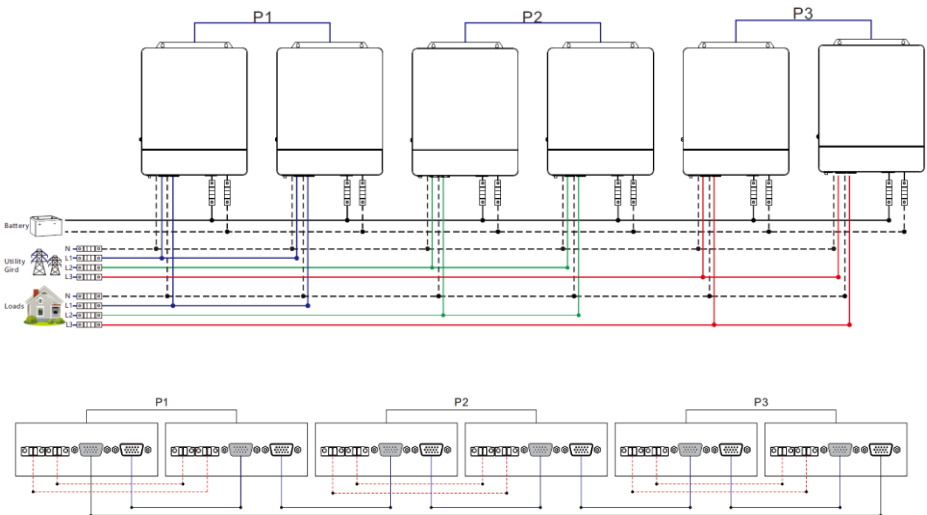 P1 P2 P3
Battery
N
Utility L1
Gird L2
L3
N
Loads L1
L2
L3
P1 P2 P3